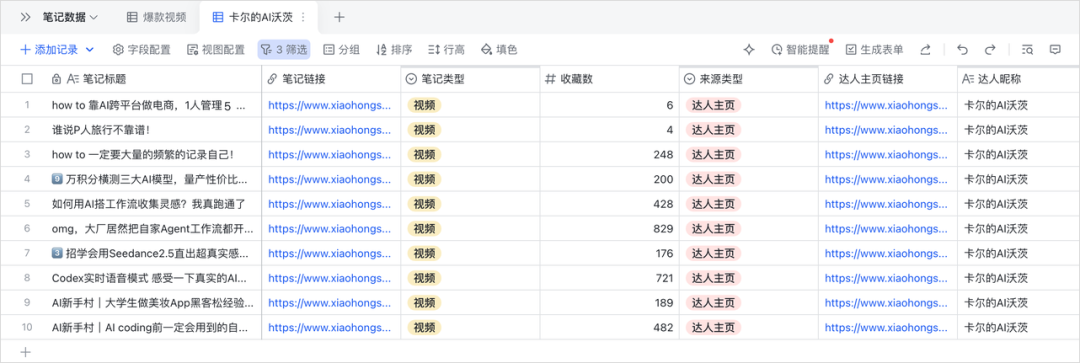 笔记数据 爆款视频 卡尔的AI沃茨
添加记录 字段配置 视图配置 3 筛选 分组 排序 行高 填色 智能提醒 生成表单
笔记标题 笔记链接 笔记类型 收藏数 来源类型 达人主页链接 达人昵称
1 how to 靠AI跨平台做电商，1人管理5 ... https://www.xiaohongs... 视频 6 达人主页 https://www.xiaohongs... 卡尔的AI沃茨
2 谁说P人旅行不靠谱！ https://www.xiaohongs... 视频 4 达人主页 https://www.xiaohongs... 卡尔的AI沃茨
3 how to 一定要大量的频繁的记录自己！ https://www.xiaohongs... 视频 248 达人主页 https://www.xiaohongs... 卡尔的AI沃茨
4 9️⃣ 万积分横测三大AI模型，量产性价比... https://www.xiaohongs... 视频 200 达人主页 https://www.xiaohongs... 卡尔的AI沃茨
5 如何用AI搭工作流收集灵感？我真跑通了 https://www.xiaohongs... 视频 428 达人主页 https://www.xiaohongs... 卡尔的AI沃茨
6 omg，大厂居然把自家Agent工作流都开... https://www.xiaohongs... 视频 829 达人主页 https://www.xiaohongs... 卡尔的AI沃茨
7 3️⃣ 招学会用Seedance2.5直出超真实感... https://www.xiaohongs... 视频 176 达人主页 https://www.xiaohongs... 卡尔的AI沃茨
8 Codex实时语音模式 感受一下真实的AI... https://www.xiaohongs... 视频 721 达人主页 https://www.xiaohongs... 卡尔的AI沃茨
9 AI新手村｜大学生做美妆App黑客松经验... https://www.xiaohongs... 视频 189 达人主页 https://www.xiaohongs... 卡尔的AI沃茨
10 AI新手村｜AI coding前一定会用到的自... https://www.xiaohongs... 视频 482 达人主页 https://www.xiaohongs... 卡尔的AI沃茨